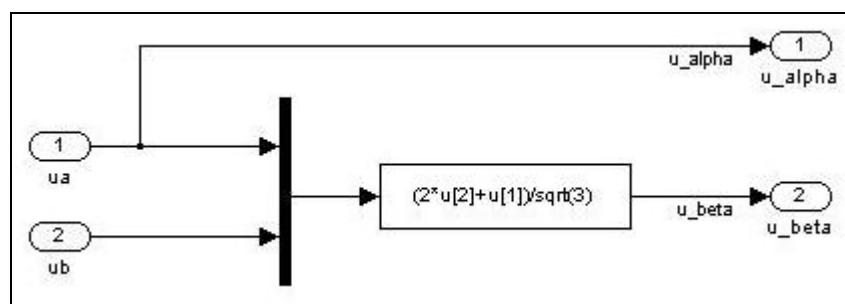 1
u_alpha
u_alpha
1
ua
(2*u[2]+u[1])/sqrt(3)
2
u_beta
u_beta
2
ub